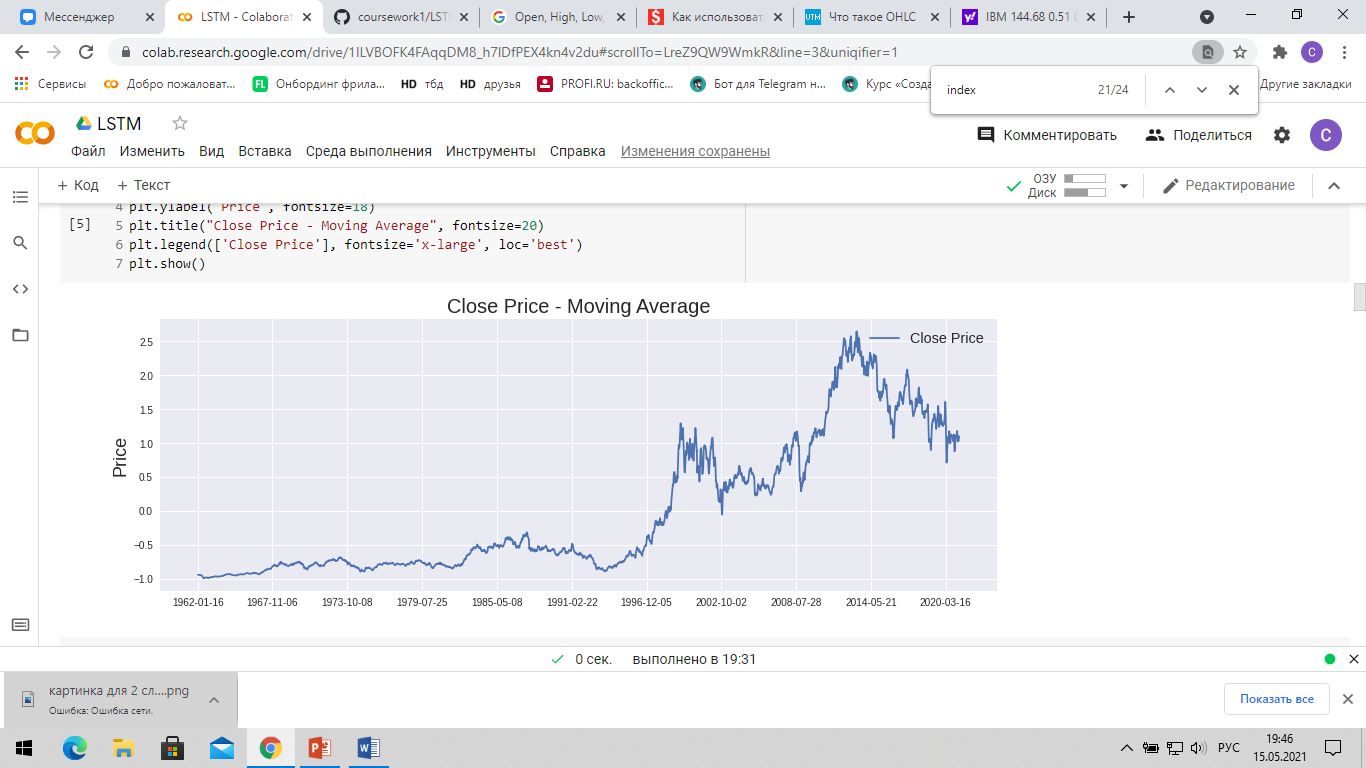 Мессенджер
LSTM - Colaborat
coursework1/LST
Open, High, Low,
Как использоват
Что такое OHLC
IBM 144.68 0.51
colab.research.google.com/drive/1ILVBOFK4FAqqDM8_h7IDfPEX4kn4v2du#scrollTo=LreZ9QW9WmkR&line=3&uniqifier=1
C
Сервисы
Добро пожаловат...
FL Онбординг фрила...
HD тбд
HD друзья
PROFI.RU: backoffic...
Бот для Telegram н...
Курс «Созда
Другие закладки
index 21/24
LSTM
Комментировать
Поделиться
C
Файл Изменить Вид Вставка Среда выполнения Инструменты Справка Изменения сохранены
+ Код + Текст
ОЗУ
Диск
Редактирование
4 plt.ylabel('Price', fontsize=18)
[5] 5 plt.title("Close Price - Moving Average", fontsize=20)
6 plt.legend(['Close Price'], fontsize='x-large', loc='best')
7 plt.show()
Close Price - Moving Average
Close Price
Price
2.5
2.0
1.5
1.0
0.5
0.0
−0.5
−1.0
1962-01-16 1967-11-06 1973-10-08 1979-07-25 1985-05-08 1991-02-22 1996-12-05 2002-10-02 2008-07-28 2014-05-21 2020-03-16
0 сек. выполнено в 19:31
картинка для 2 сл....png
Ошибка: Ошибка сети.
Показать все
РУС
19:46
15.05.2021